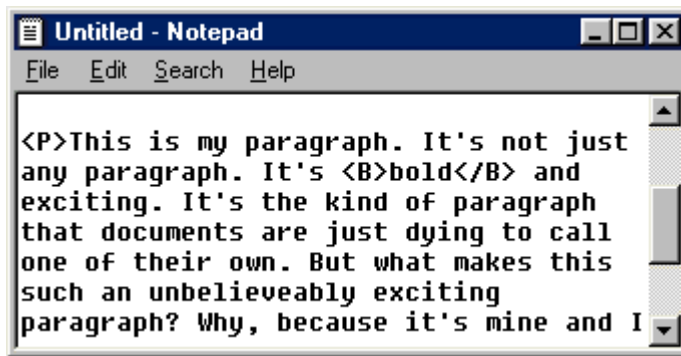 Untitled - Notepad
File Edit Search Help
<P>This is my paragraph. It's not just
any paragraph. It's <B>bold</B> and
exciting. It's the kind of paragraph
that documents are just dying to call
one of their own. But what makes this
such an unbelieveably exciting
paragraph? Why, because it's mine and I